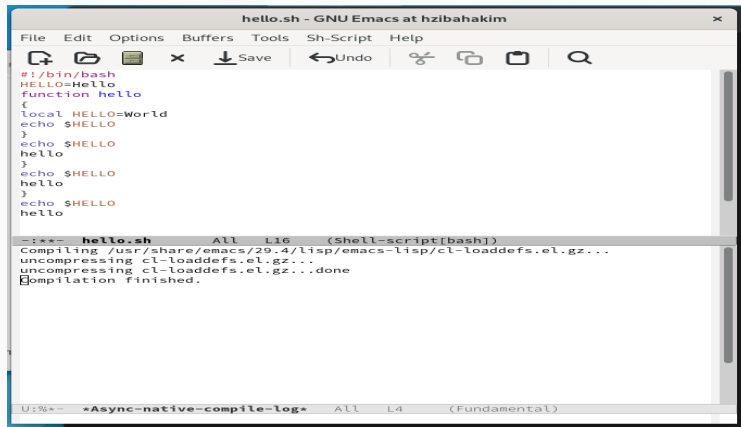 hello.sh - GNU Emacs at hzibahakim
File Edit Options Buffers Tools Sh-Script Help
Save Undo
#!/bin/bash
HELLO=Hello
function hello
{
local HELLO=World
echo $HELLO
}
echo $HELLO
hello
}
echo $HELLO
hello
}
echo $HELLO
hello
-:**- hello.sh All L16 (Shell-script[bash])
Compiling /usr/share/emacs/29.4/lisp/emacs-lisp/cl-loaddefs.el.gz...
uncompressing cl-loaddefs.el.gz...
uncompressing cl-loaddefs.el.gz...done
Compilation finished.
U:%*- *Async-native-compile-log* All L4 (Fundamental)